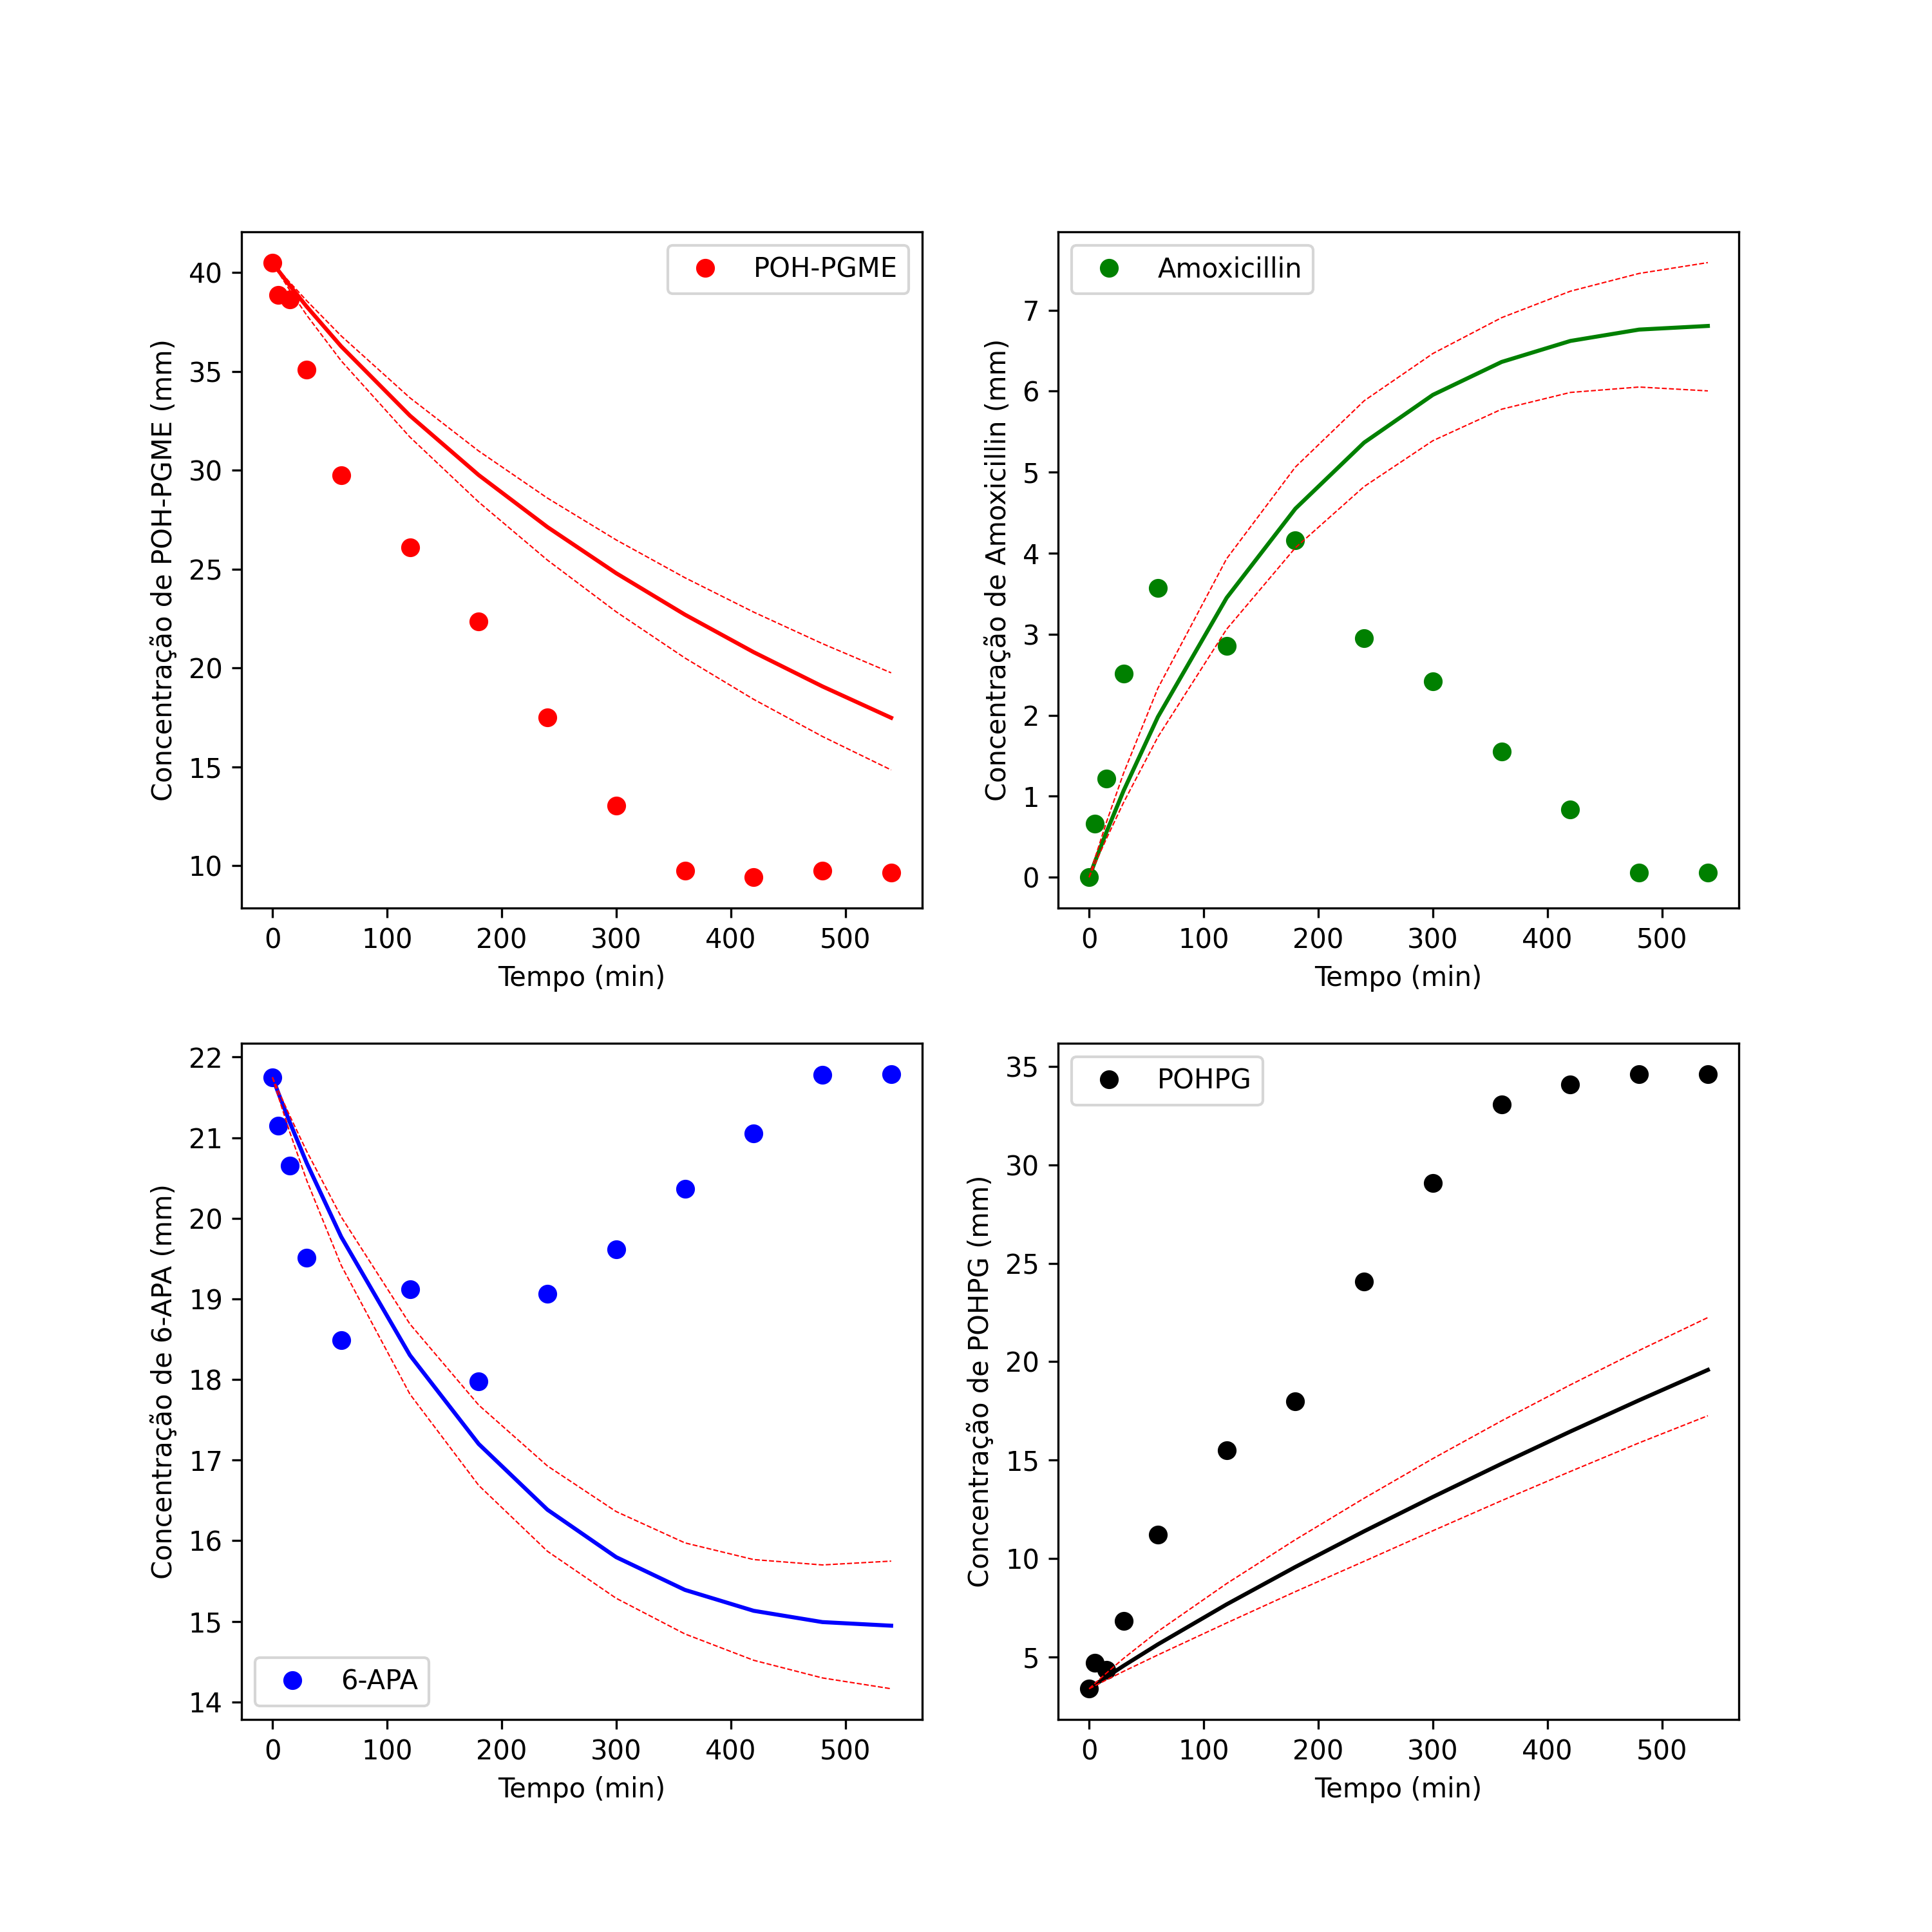 POH-PGME
40
35
30
25
20
15
10
Concentração de POH-PGME (mm)
0 100 200 300 400 500
Tempo (min)
Amoxicillin
7
6
5
4
3
2
1
0
Concentração de Amoxicillin (mm)
0 100 200 300 400 500
Tempo (min)
22
21
20
19
18
17
16
15
14
Concentração de 6-APA (mm)
6-APA
0 100 200 300 400 500
Tempo (min)
POHPG
35
30
25
20
15
10
5
Concentração de POHPG (mm)
0 100 200 300 400 500
Tempo (min)